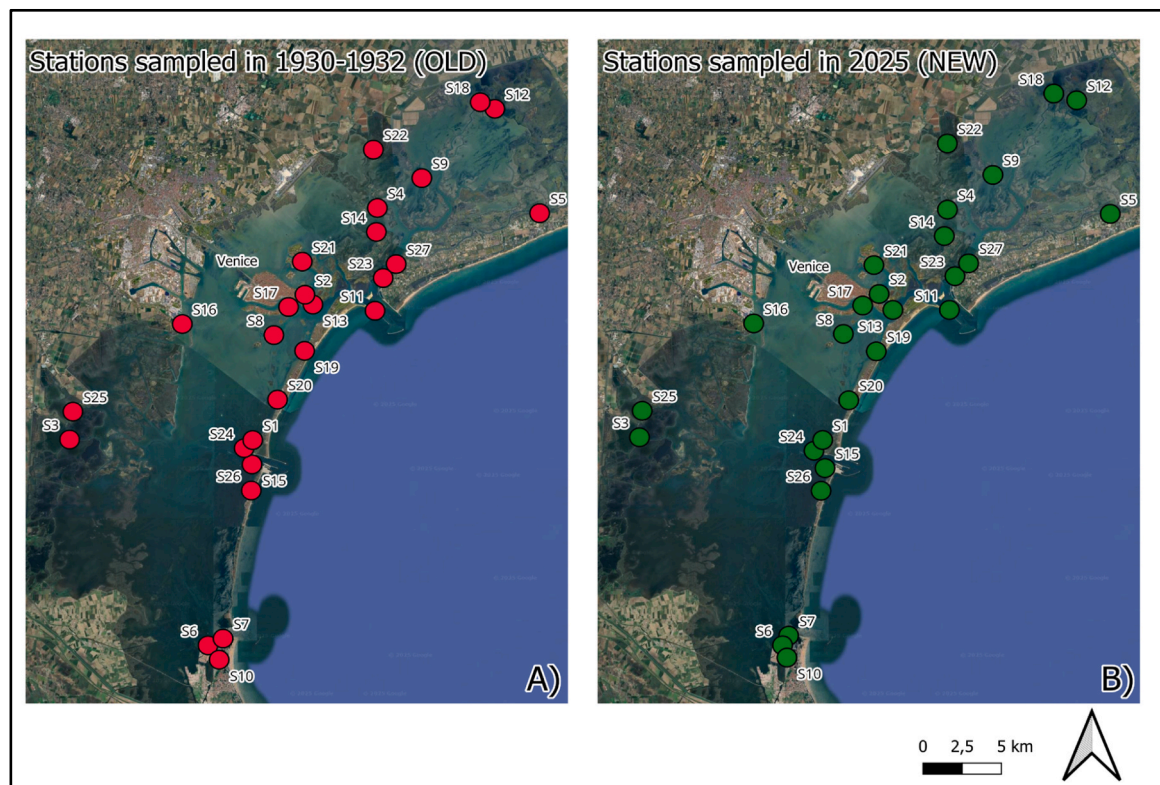 Stations sampled in 1930-1932 (OLD)
S18
S12
S22
S9
S4
S5
S14
S21
S27
Venice
S23
S2
S17
S11
S16
S8
S13
S19
S20
S25
S3
S1
S24
S26
S15
S7
S6
S10
A)
Stations sampled in 2025 (NEW)
S18
S12
S22
S9
S4
S5
S14
S21
S27
Venice
S23
S2
S17
S11
S16
S8
S13
S19
S20
S25
S3
S1
S24
S15
S26
S7
S6
S10
B)
0 2,5 5 km